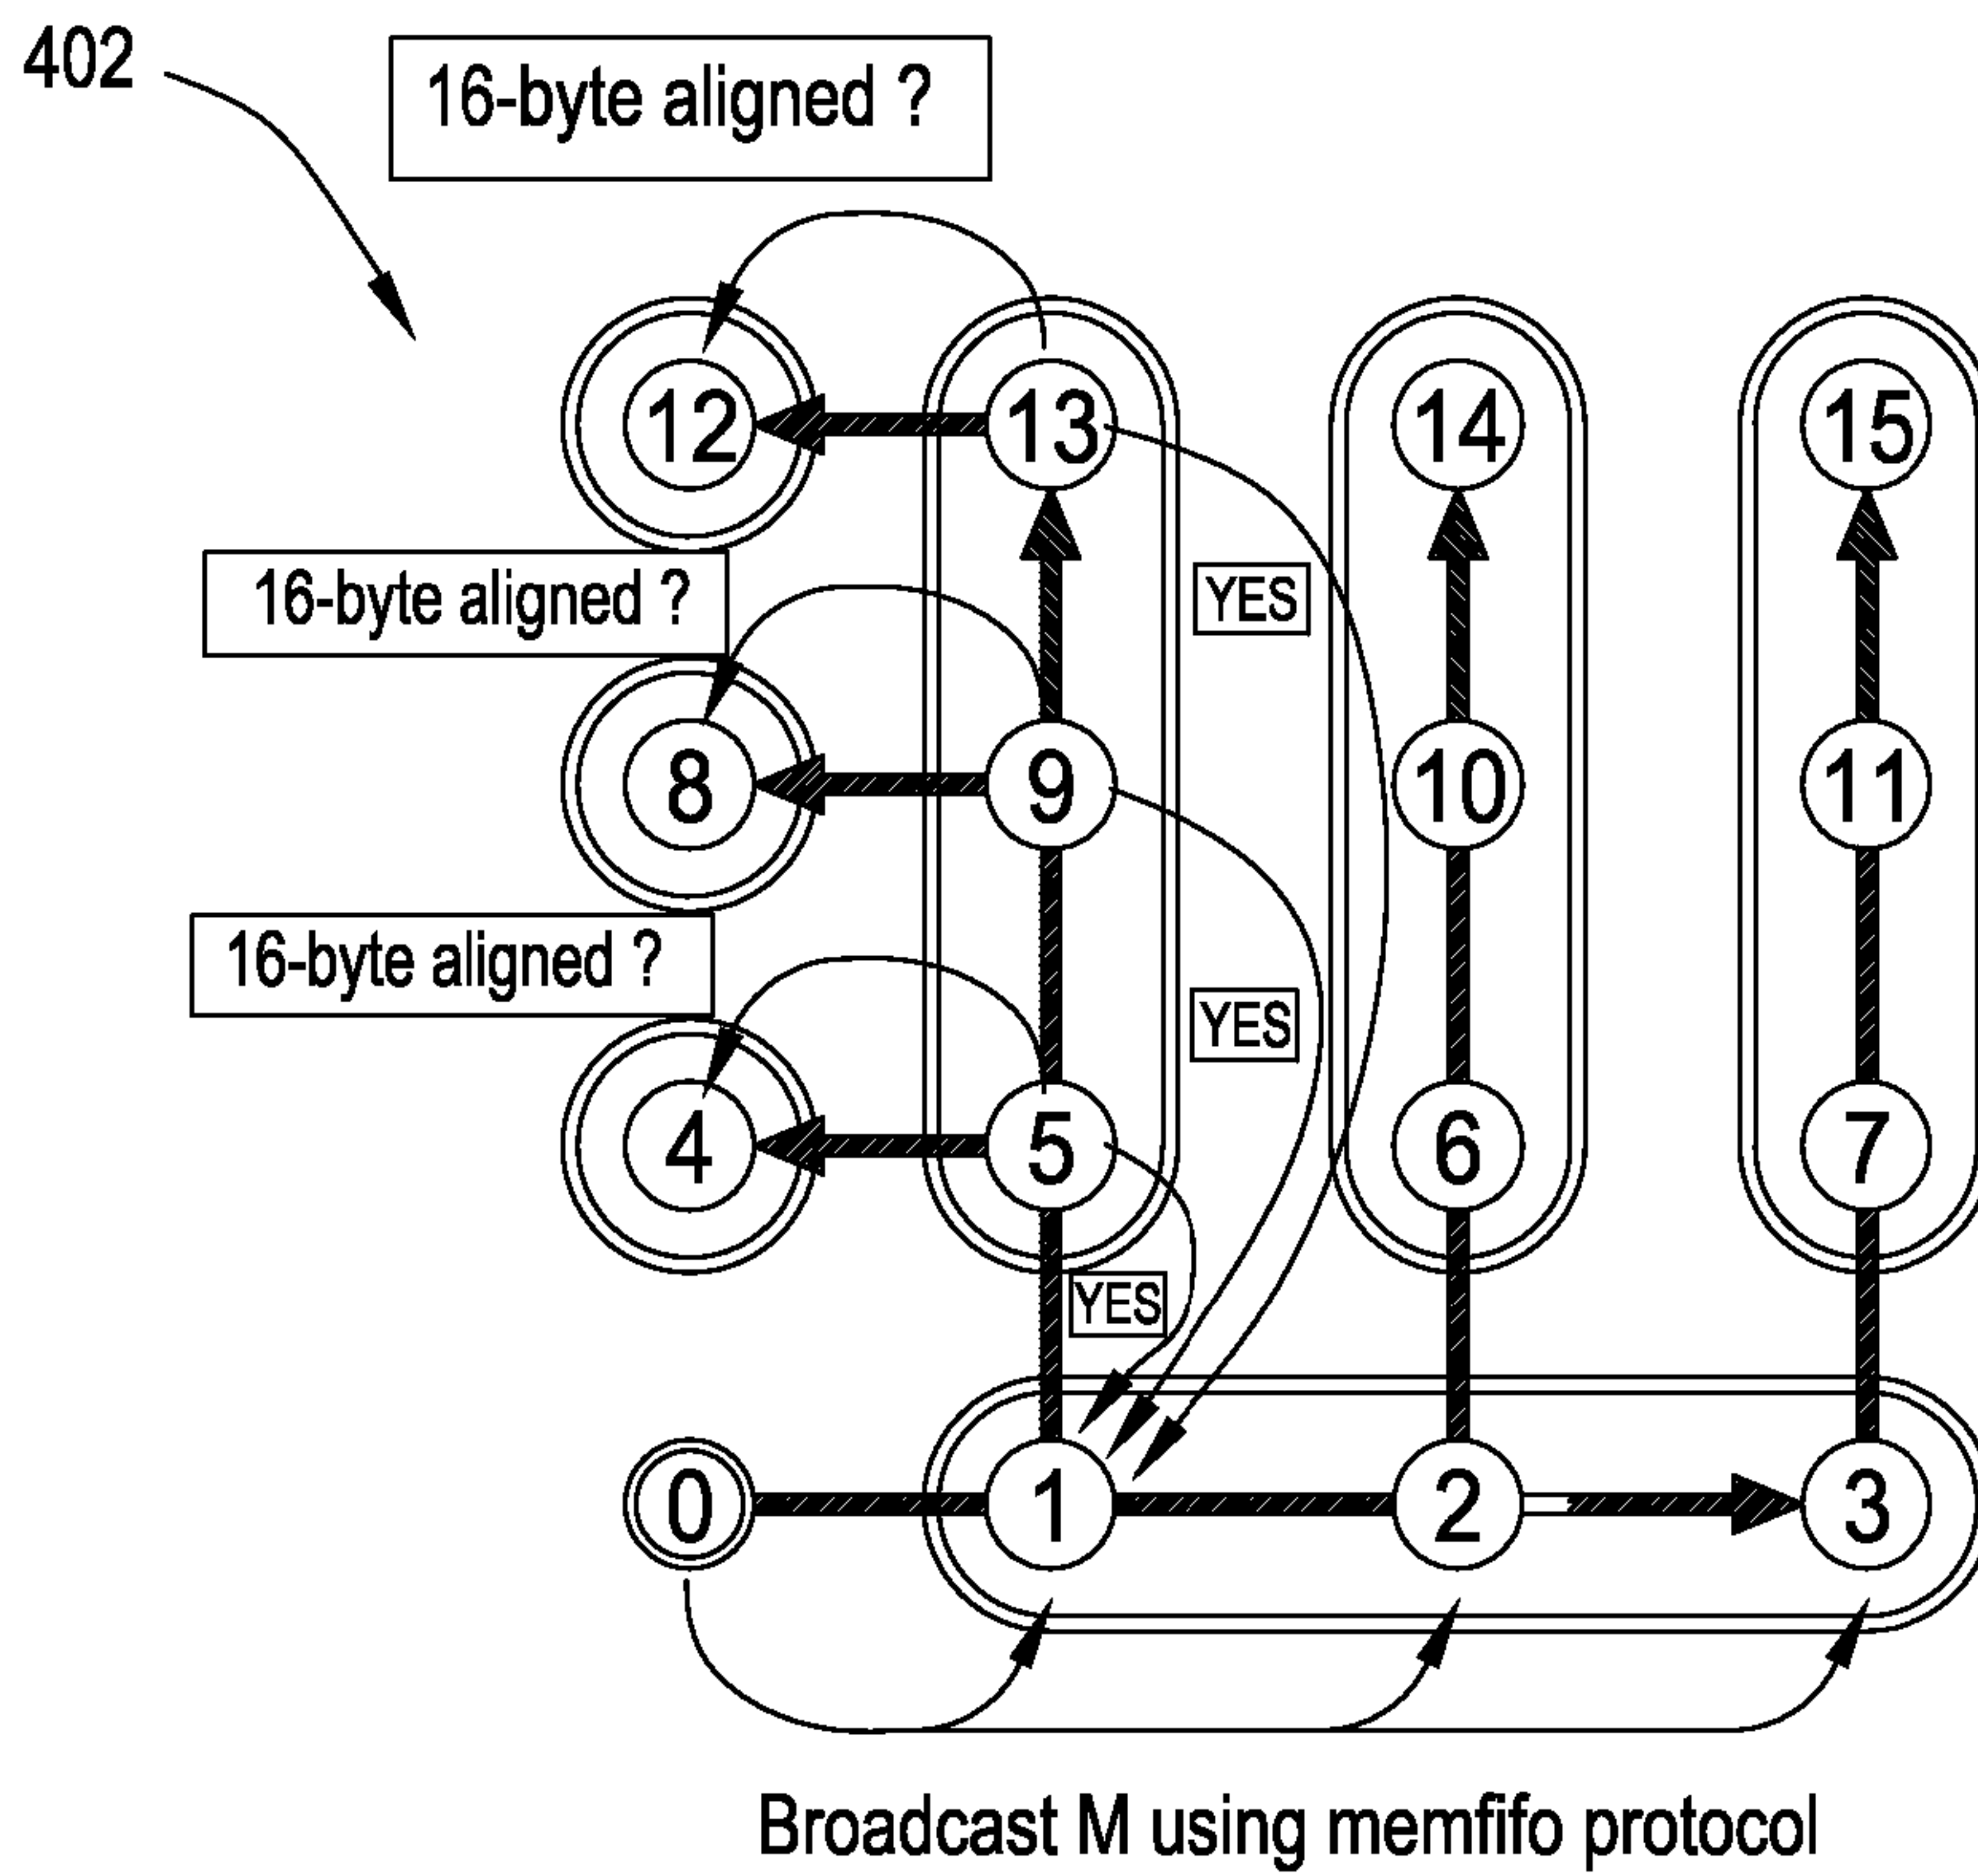 402
16-byte aligned ?
12 13 14 15
16-byte aligned ?
YES
8 9 10 11
16-byte aligned ?
YES
4 5 6 7
YES
0 1 2 3
Broadcast M using memfifo protocol